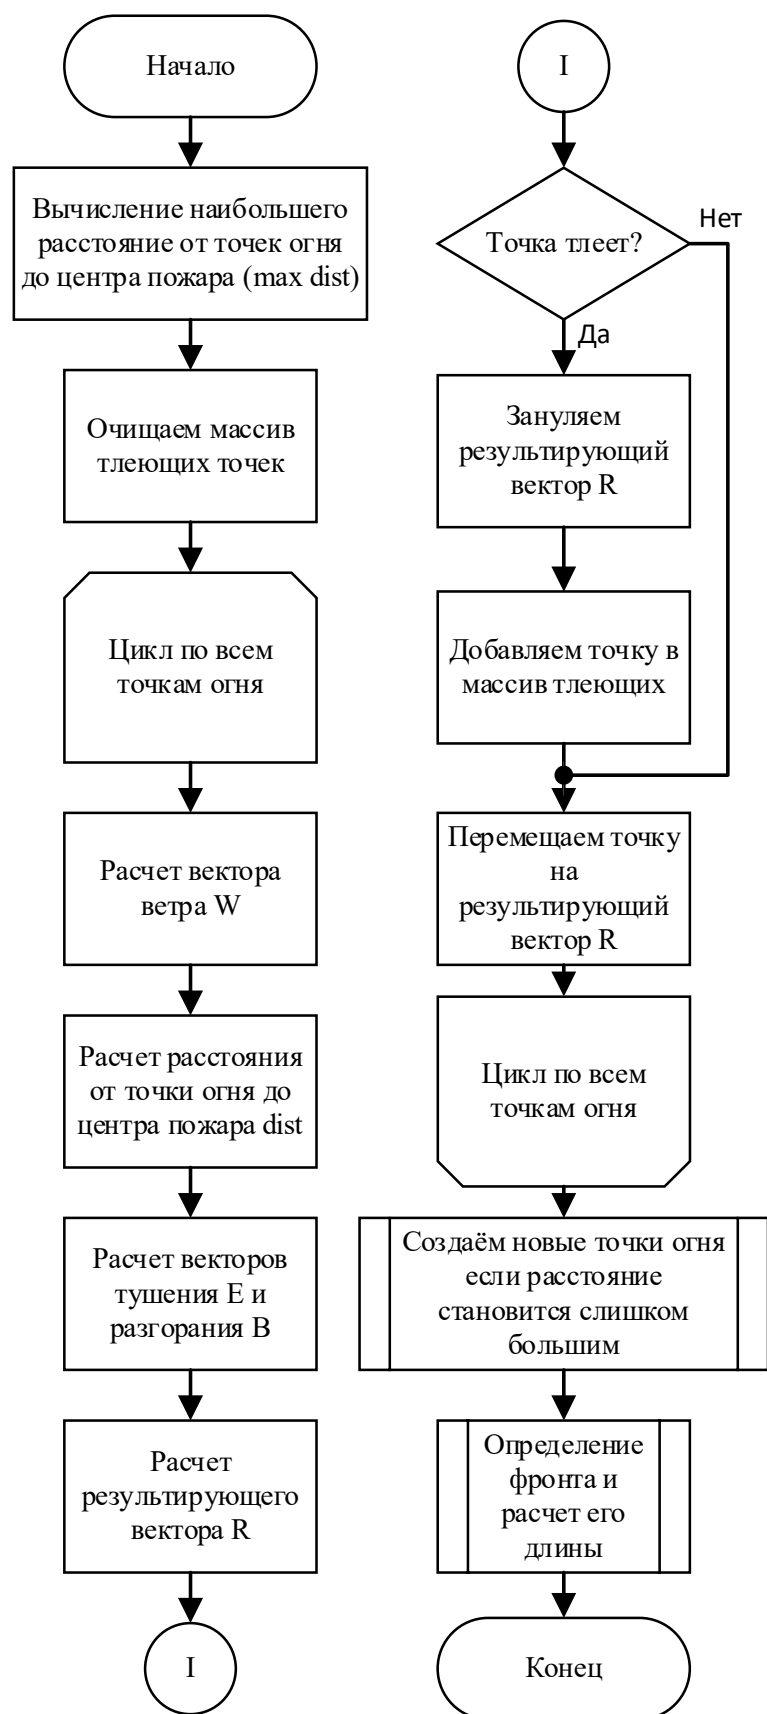 Начало
Вычисление наибольшего
расстояние от точек огня
до центра пожара (max dist)
Очищаем массив
тлеющих точек
Цикл по всем
точкам огня
Расчет вектора
ветра W
Расчет расстояния
от точки огня до
центра пожара dist
Расчет векторов
тушения E и
разгорания B
Расчет
результирующего
вектора R
I
I
Точка тлеет?
Нет
Да
Зануляем
результирующий
вектор R
Добавляем точку в
массив тлеющих
Перемещаем точку
на
результирующий
вектор R
Цикл по всем
точкам огня
Создаём новые точки огня
если расстояние
становится слишком
большим
Определение
фронта и
расчет его
длины
Конец